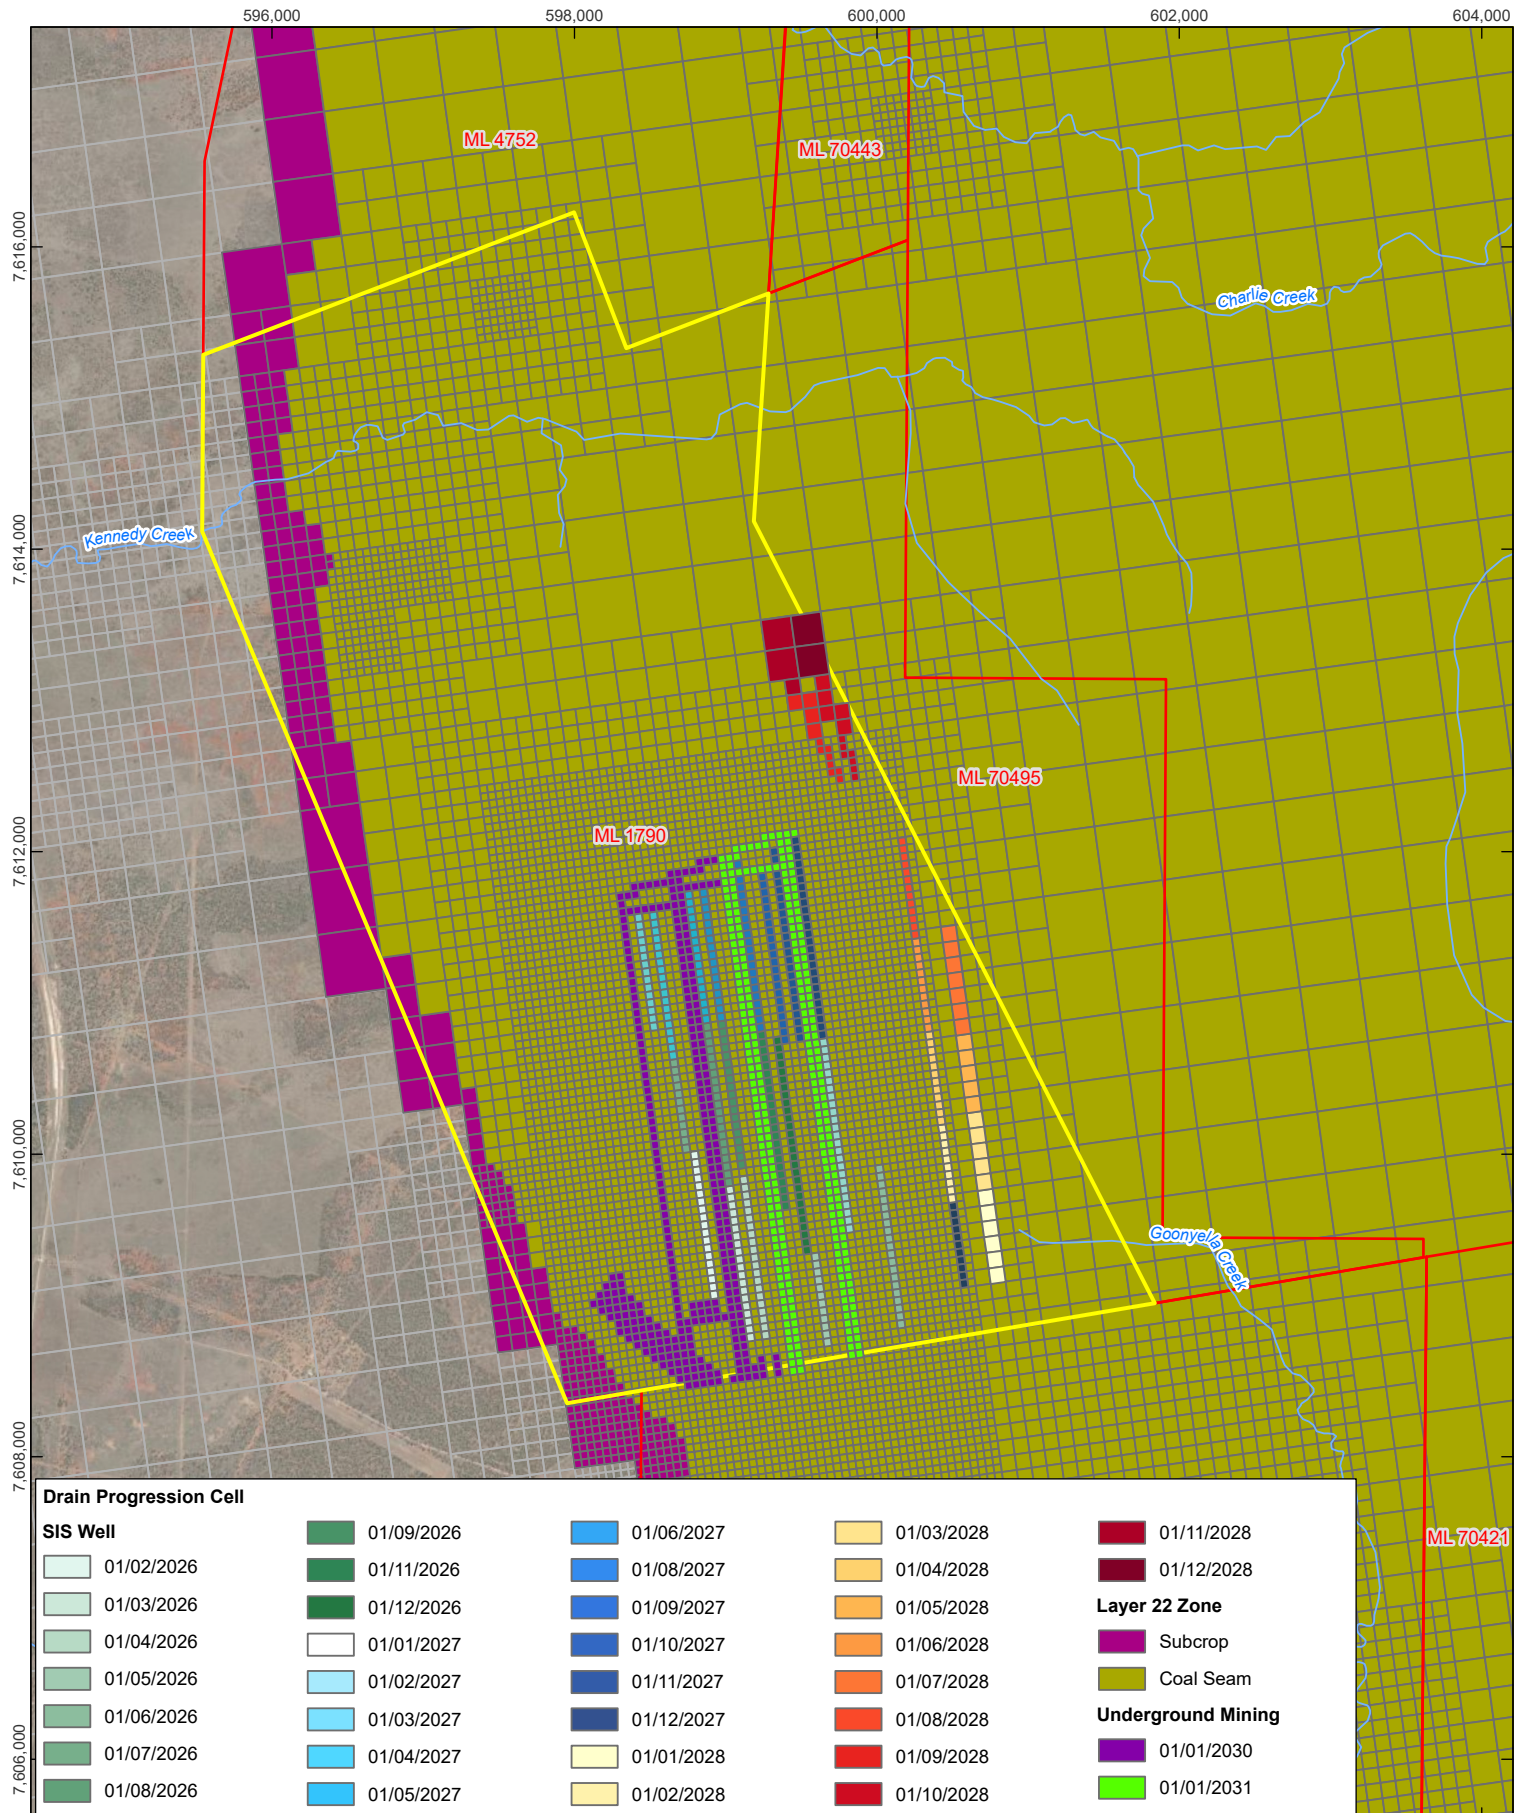 596,000 598,000 600,000 602,000 604,000
ML 4752
ML 70443
7,616,000
Charlie Creek
Kennedy Creek
7,614,000
ML 70495
ML 1790
7,612,000
7,610,000
Goonyella Creek
7,608,000
ML 70421
7,606,000
Drain Progression Cell
SIS Well
01/02/2026
01/03/2026
01/04/2026
01/05/2026
01/06/2026
01/07/2026
01/08/2026
01/09/2026
01/11/2026
01/12/2026
01/01/2027
01/02/2027
01/03/2027
01/04/2027
01/05/2027
01/06/2027
01/08/2027
01/09/2027
01/10/2027
01/11/2027
01/12/2027
01/01/2028
01/02/2028
01/03/2028
01/04/2028
01/05/2028
01/06/2028
01/07/2028
01/08/2028
01/09/2028
01/10/2028
01/11/2028
01/12/2028
Layer 22 Zone
Subcrop
Coal Seam
Underground Mining
01/01/2030
01/01/2031